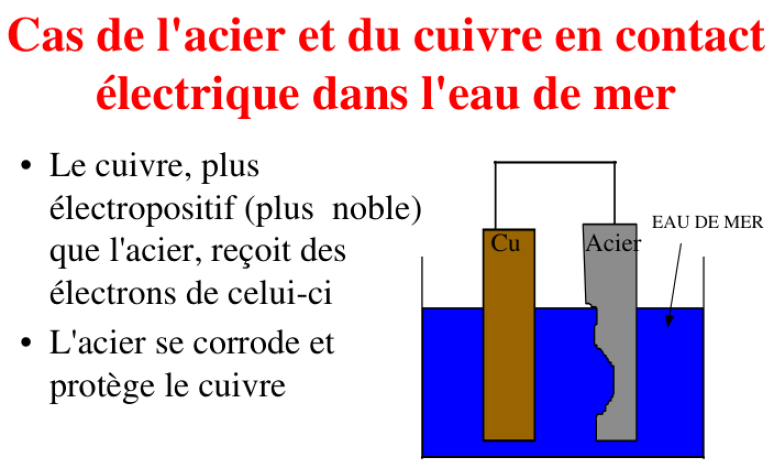 Cas de l'acier et du cuivre en contact
électrique dans l'eau de mer
• Le cuivre, plus
électropositif (plus noble)
que l'acier, reçoit des
électrons de celui-ci
• L'acier se corrode et
protège le cuivre
Cu
Acier
EAU DE MER